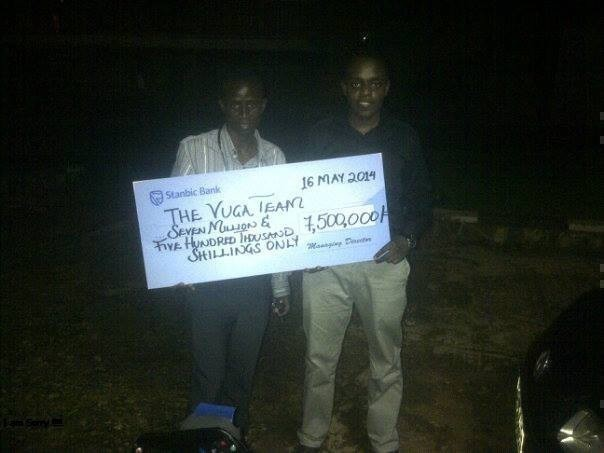 Stanbic Bank
16 MAY 2014
THE VUGA TEAM
SEVEN MILLION &
FIVE HUNDRED THOUSAND
SHILLINGS ONLY
7,500,000/
Managing Director